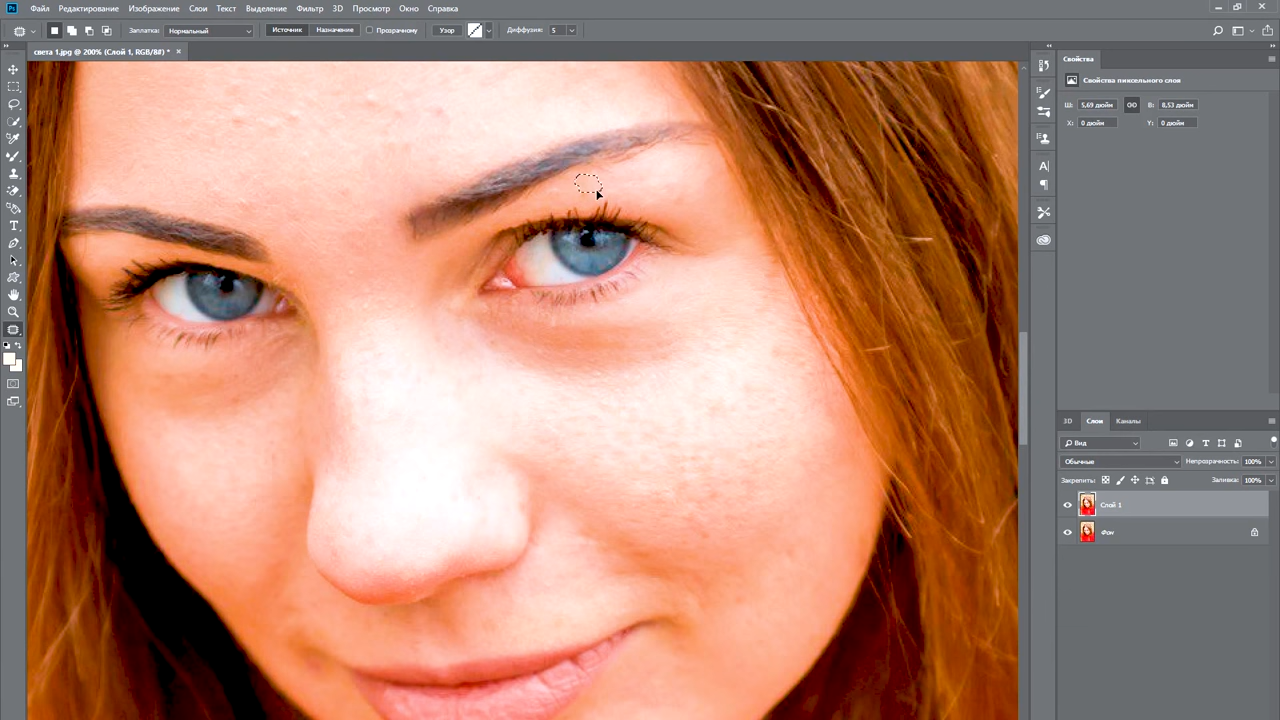 Ps Файл Редактирование Изображение Слои Текст Выделение Фильтр 3D Просмотр Окно Справка
Заплатка: Нормальный Источник Назначение Прозрачному Узор Диффузия: 5
света 1.jpg @ 200% (Слой 1, RGB/8#) * ×
Свойства
Свойства пиксельного слоя
Ш: 5,69 дюйм В: 8,53 дюйм
X: 0 дюйм Y: 0 дюйм
3D Слои Каналы
Вид
Обычные Непрозрачность: 100%
Закрепить: Заливка: 100%
Слой 1
Фон